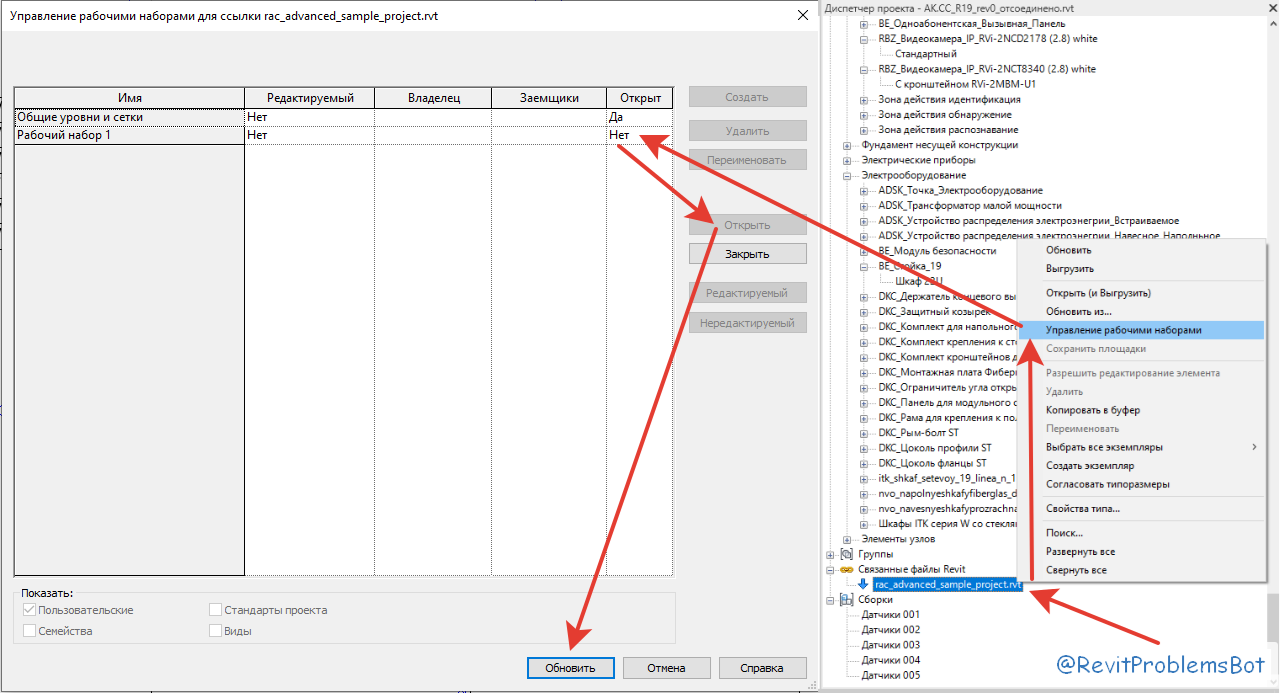 Управление рабочими наборами для ссылки rac_advanced_sample_project.rvt
Имя Редактируемый Владелец Заемщики Открыт
Общие уровни и сетки Нет Да
Рабочий набор 1 Нет Нет
Создать
Удалить
Переименовать
Открыть
Закрыть
Редактируемый
Нередактируемый
Показать:
Пользовательские Стандарты проекта
Семейства Виды
Обновить Отмена Справка
Диспетчер проекта - АК.СС_R19_rev0_отсоединено.rvt
BE_Одноабонентская_Вызывная_Панель
RBZ_Видеокамера_IP_RVi-2NCD2178 (2.8) white
Стандартный
RBZ_Видеокамера_IP_RVi-2NCT8340 (2.8) white
С кронштейном RVi-2MBM-U1
Зона действия идентификация
Зона действия обнаружение
Зона действия распознавание
Фундамент несущей конструкции
Электрические приборы
Электрооборудование
ADSK_Точка_Электрооборудование
ADSK_Трансформатор малой мощности
ADSK_Устройство распределения электроэнегрии_Встраиваемое
ADSK_Устройство распределения электроэнегрии_Навесное_Напольное
BE_Модуль безопасности
BE_Стойка_19
Шкаф 23U
DKC_Держатель концевого вы
DKC_Защитный козырек
DKC_Комплект для напольного
DKC_Комплект крепления к сте
DKC_Комплект кронштейнов д
DKC_Монтажная плата Фибер
DKC_Ограничитель угла откры
DKC_Панель для модульного о
DKC_Рама для крепления к пол
DKC_Рым-болт ST
DKC_Цоколь профили ST
DKC_Цоколь фланцы ST
itk_shkaf_setevoy_19_linea_n_1
nvo_napolnyeshkafyfiberglas_d
nvo_navesnyeshkafyprozrachna
Шкафы ITK серия W со стеклян
Элементы узлов
Группы
Связанные файлы Revit
rac_advanced_sample_project.rvt
Сборки
Датчики 001
Датчики 002
Датчики 003
Датчики 004
Датчики 005
Обновить
Выгрузить
Открыть (и Выгрузить)
Обновить из...
Управление рабочими наборами
Сохранить площадки
Разрешить редактирование элемента
Удалить
Копировать в буфер
Переименовать
Выбрать все экземпляры
Создать экземпляр
Согласовать типоразмеры
Свойства типа...
Поиск...
Развернуть все
Свернуть все
@RevitProblemsBot